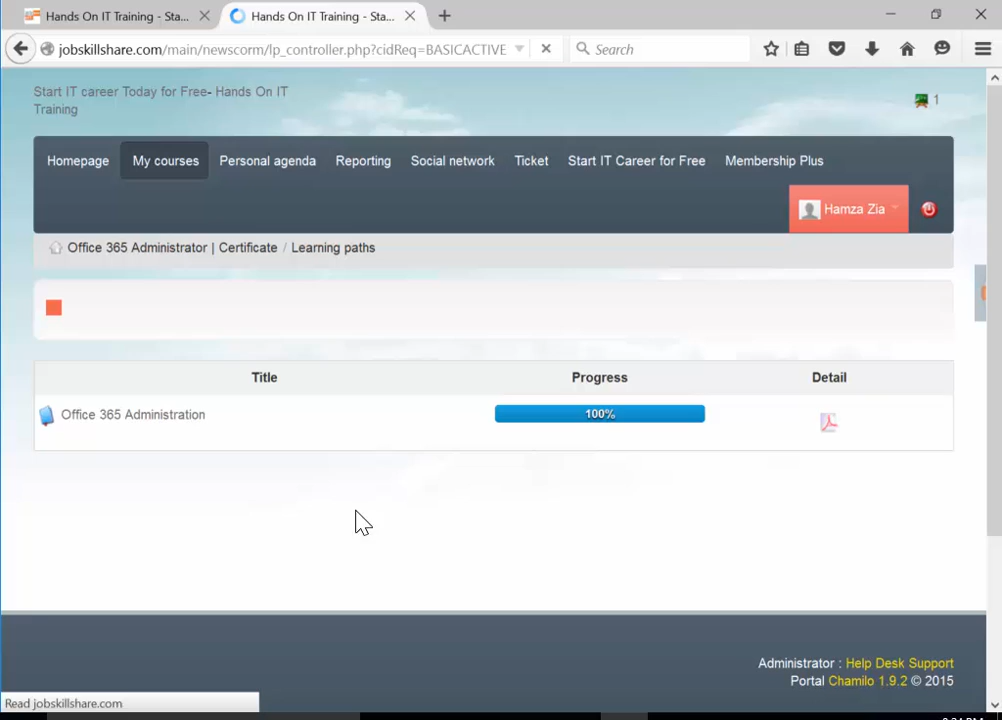 Hands On IT Training - Sta...
Hands On IT Training - Sta...
jobskillshare.com/main/newscorm/lp_controller.php?cidReq=BASICACTIVE
Search
Start IT career Today for Free- Hands On IT
Training
1
Homepage
My courses
Personal agenda
Reporting
Social network
Ticket
Start IT Career for Free
Membership Plus
Hamza Zia
Office 365 Administrator | Certificate / Learning paths
Title
Progress
Detail
Office 365 Administration
100%
Administrator : Help Desk Support
Portal Chamilo 1.9.2 © 2015
Read jobskillshare.com